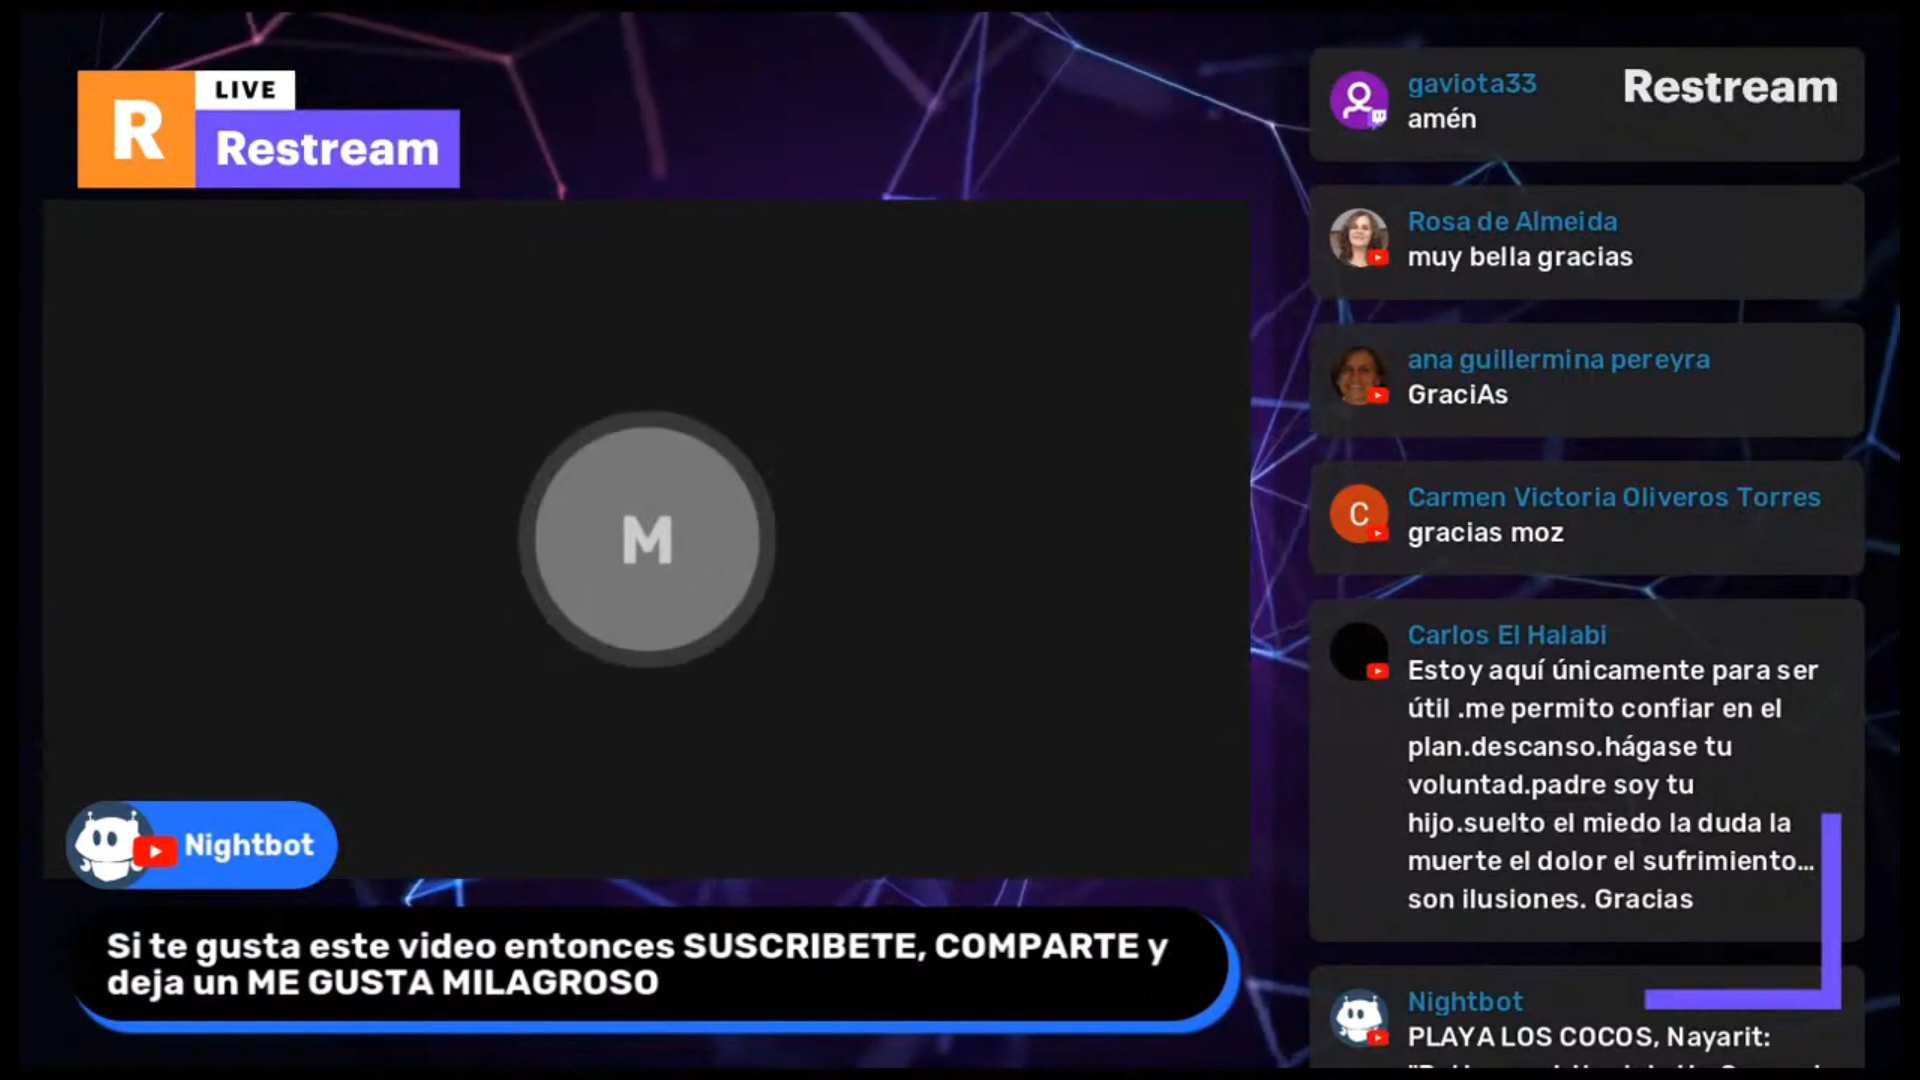 R
LIVE
Restream
M
Nightbot
Si te gusta este video entonces SUSCRIBETE, COMPARTE y
deja un ME GUSTA MILAGROSO
Restream
gaviota33
amén
Rosa de Almeida
muy bella gracias
ana guillermina pereyra
GraciAs
C
Carmen Victoria Oliveros Torres
gracias moz
Carlos El Halabi
Estoy aquí únicamente para ser
útil .me permito confiar en el
plan.descanso.hágase tu
voluntad.padre soy tu
hijo.suelto el miedo la duda la
muerte el dolor el sufrimiento...
son ilusiones. Gracias
Nightbot
PLAYA LOS COCOS, Nayarit: